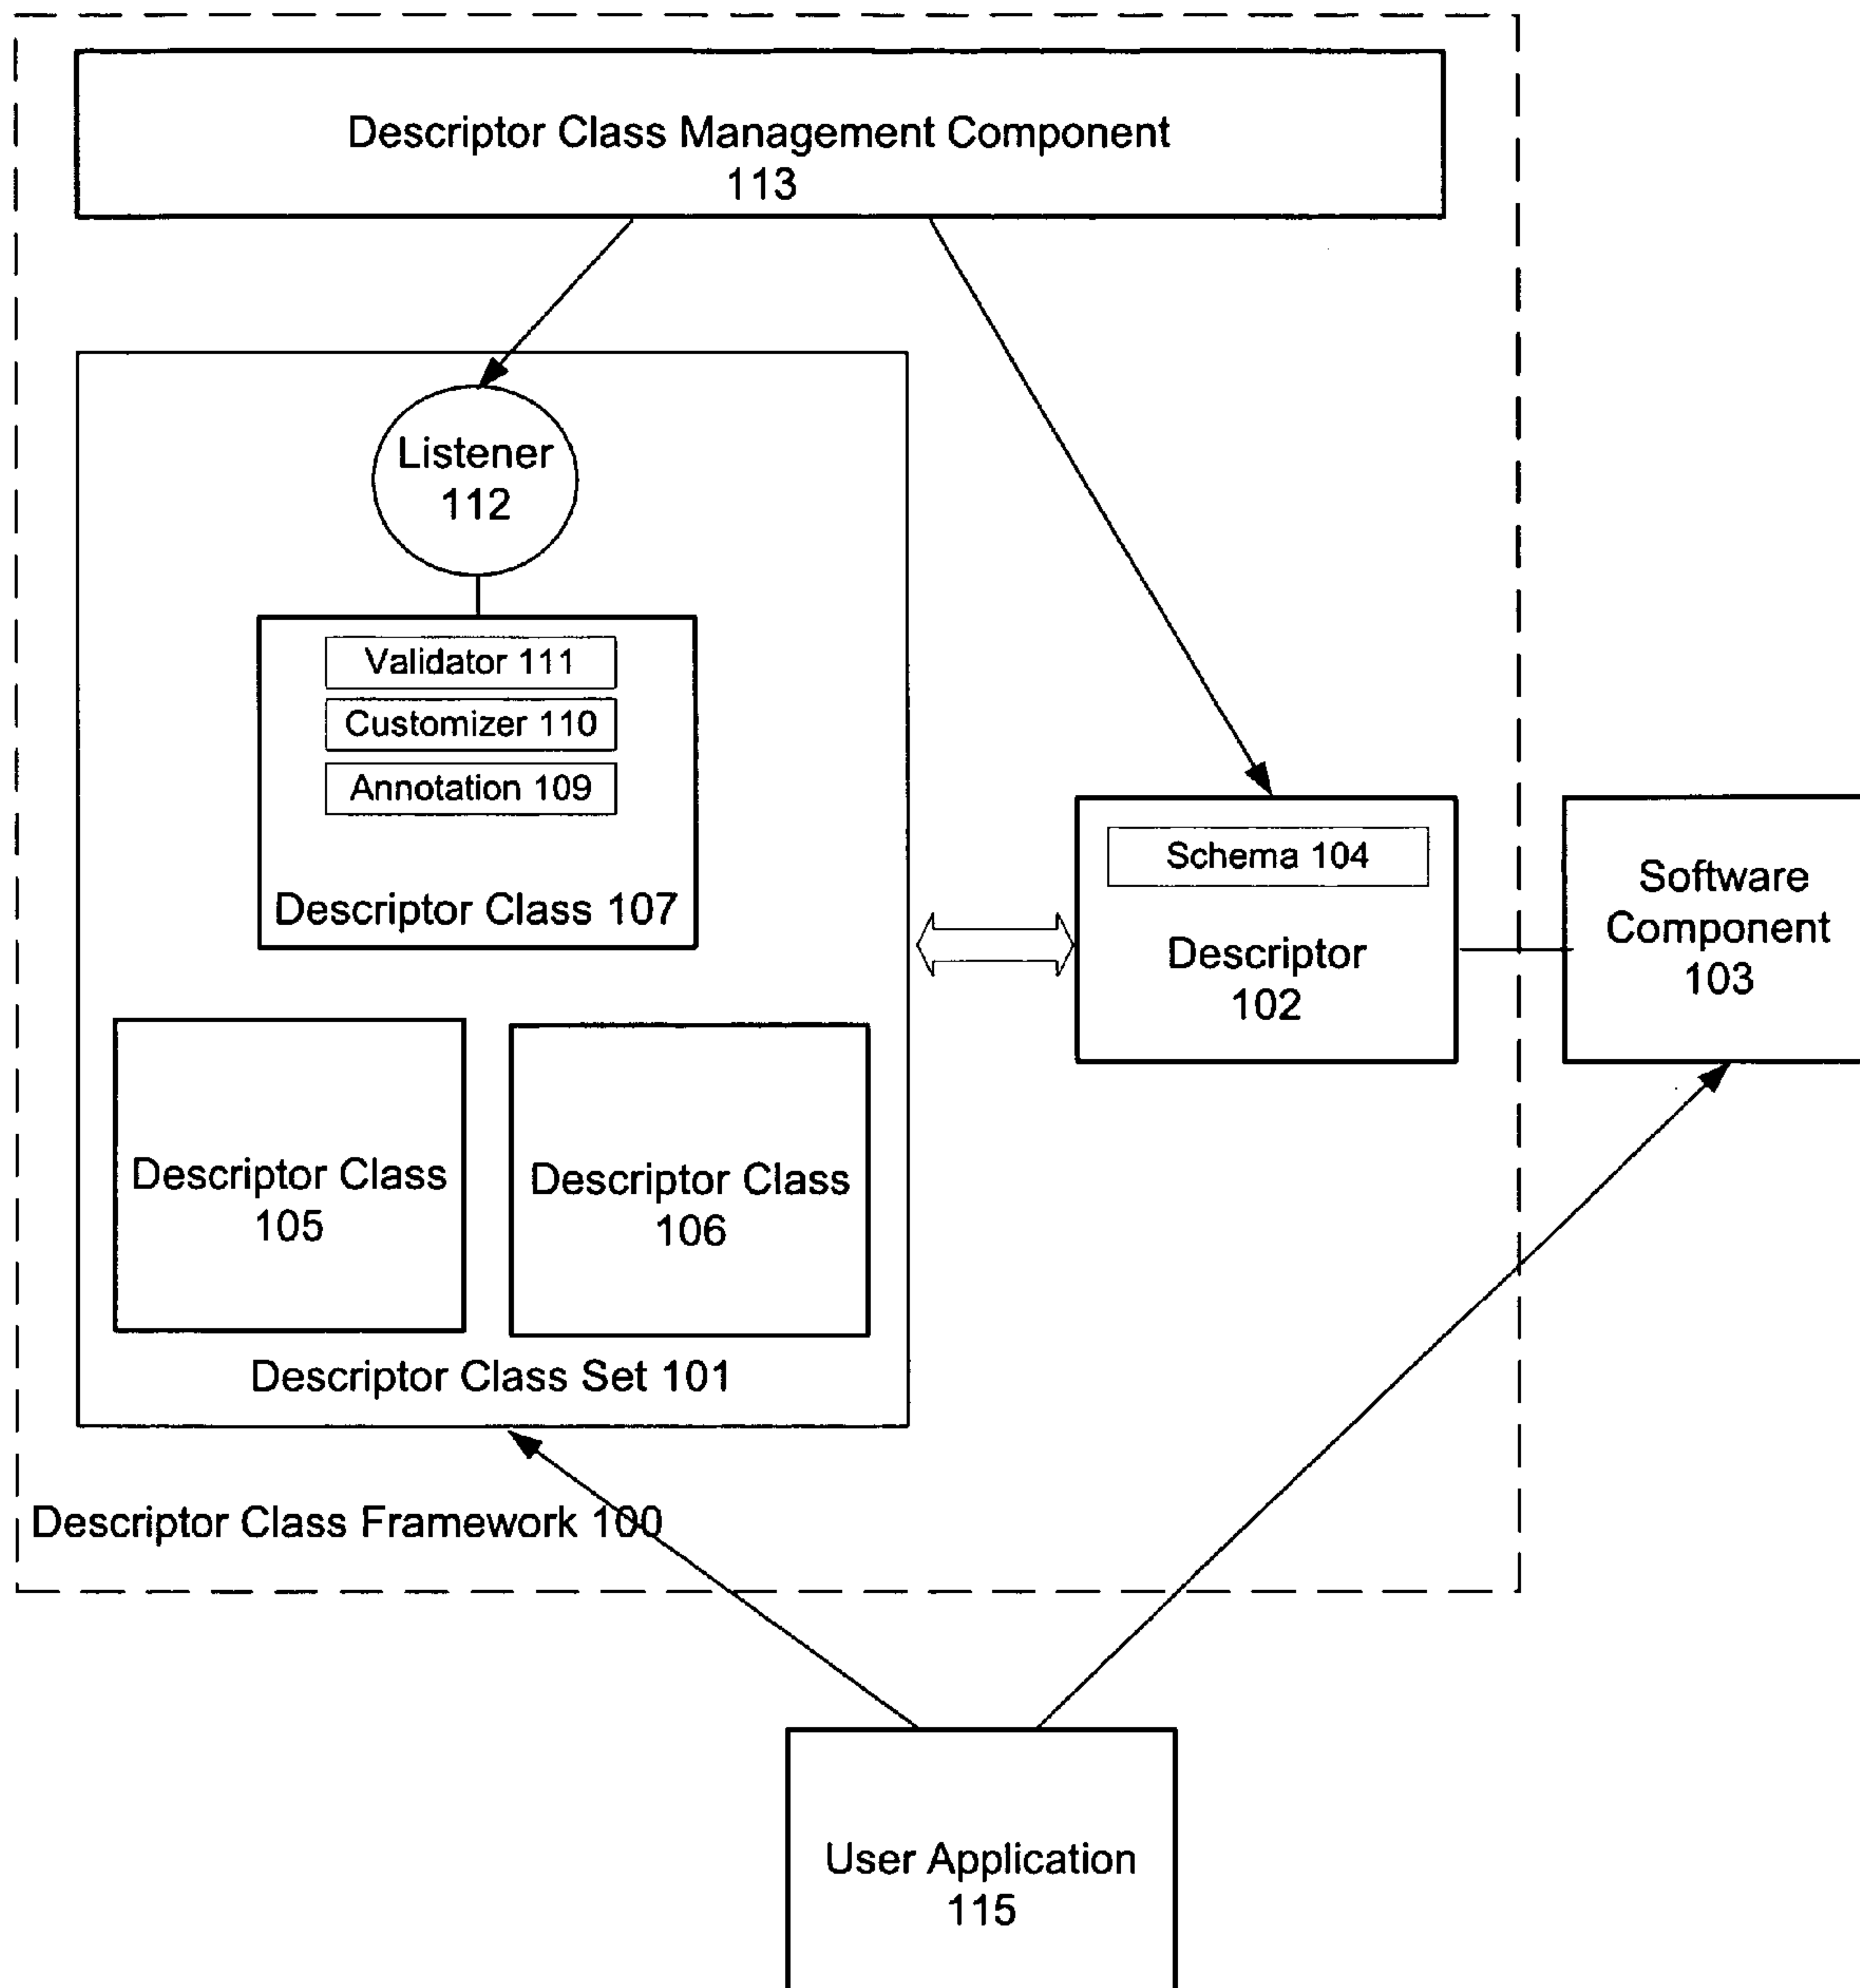 Descriptor Class Management Component
113
Listener
112
Validator 111
Customizer 110
Annotation 109
Descriptor Class 107
Schema 104
Descriptor
102
Software
Component
103
Descriptor Class
105
Descriptor Class
106
Descriptor Class Set 101
Descriptor Class Framework 100
User Application
115